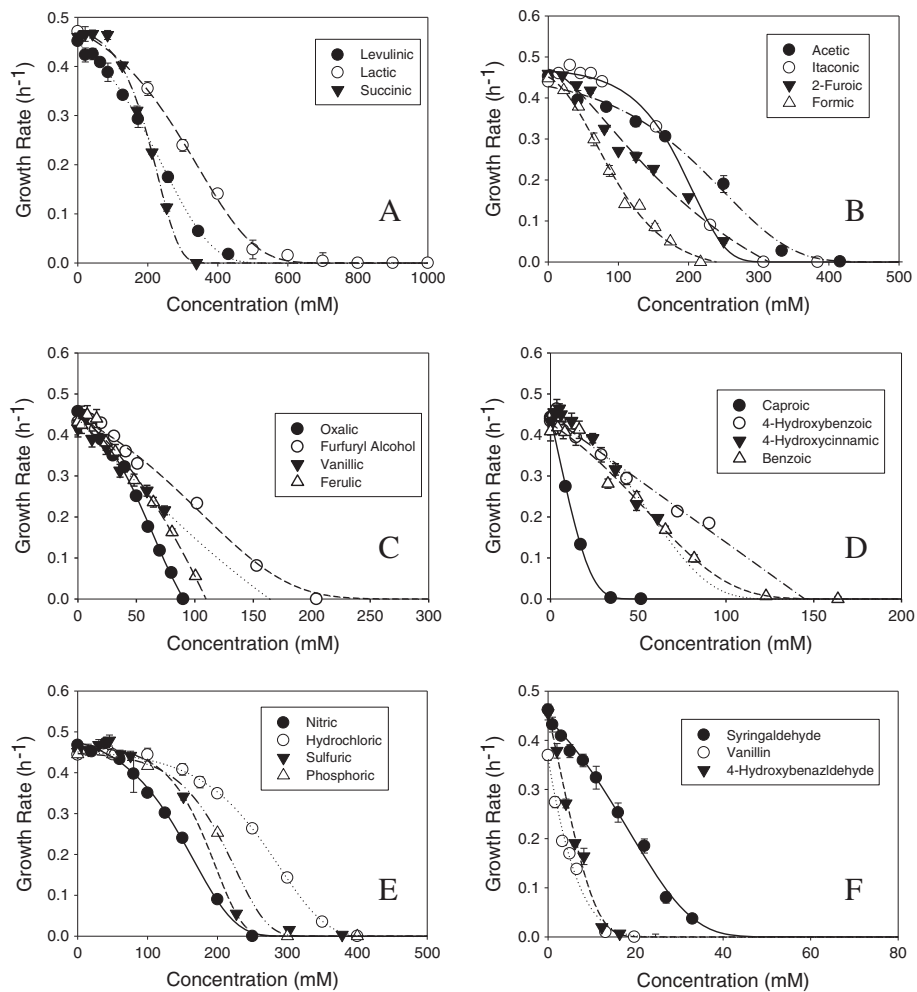 0.5
0.4
0.3
0.2
0.1
0.0
Growth Rate (h-1)
Levulinic
Lactic
Succinic
A
0 200 400 600 800 1000
Concentration (mM)
0.6
0.5
0.4
0.3
0.2
0.1
0.0
Growth Rate (h-1)
Acetic
Itaconic
2-Furoic
Formic
B
0 100 200 300 400 500
Concentration (mM)
0.6
0.5
0.4
0.3
0.2
0.1
0.0
Growth Rate (h-1)
Oxalic
Furfuryl Alcohol
Vanillic
Ferulic
C
0 50 100 150 200 250 300
Concentration (mM)
0.6
0.5
0.4
0.3
0.2
0.1
0.0
Growth Rate (h-1)
Caproic
4-Hydroxybenzoic
4-Hydroxycinnamic
Benzoic
D
0 50 100 150 200
Concentration (mM)
0.6
0.5
0.4
0.3
0.2
0.1
0.0
Growth Rate (h-1)
Nitric
Hydrochloric
Sulfuric
Phosphoric
E
0 100 200 300 400 500
Concentration (mM)
0.5
0.4
0.3
0.2
0.1
0.0
Growth Rate (h-1)
Syringaldehyde
Vanillin
4-Hydroxybenazldehyde
F
0 20 40 60 80
Concentration (mM)